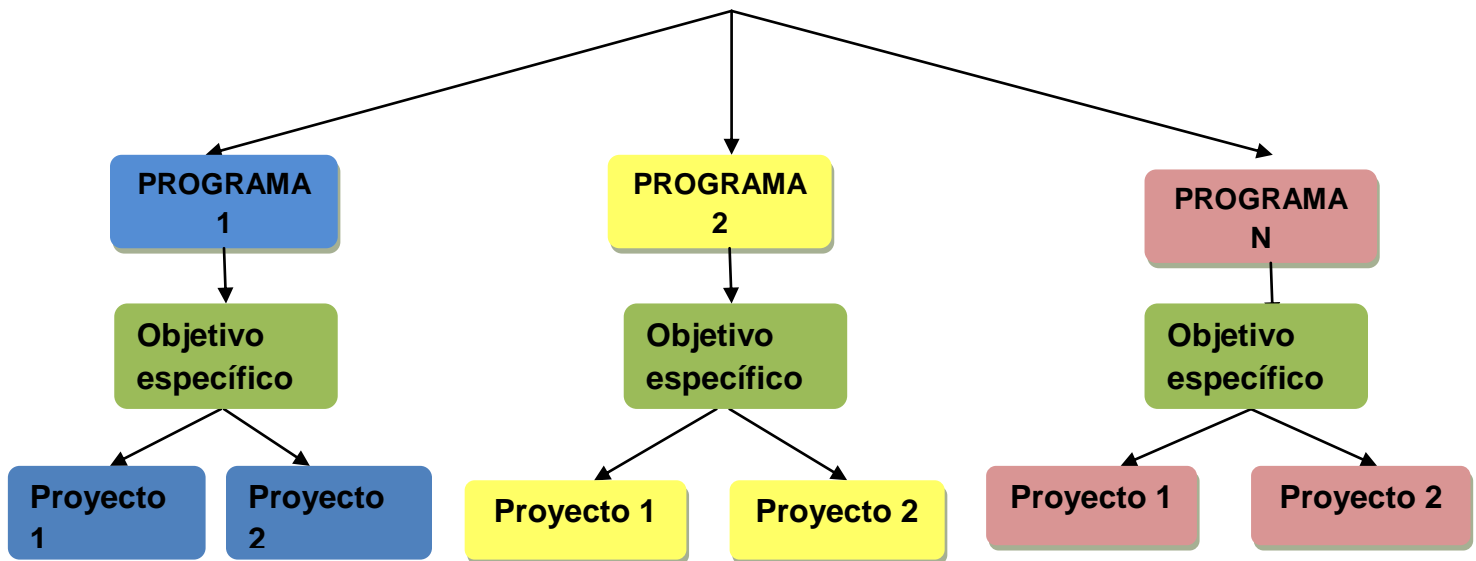 PROGRAMA
1
PROGRAMA
2
PROGRAMA
N
Objetivo
específico
Objetivo
específico
Objetivo
específico
Proyecto
1
Proyecto
2
Proyecto 1
Proyecto 2
Proyecto 1
Proyecto 2